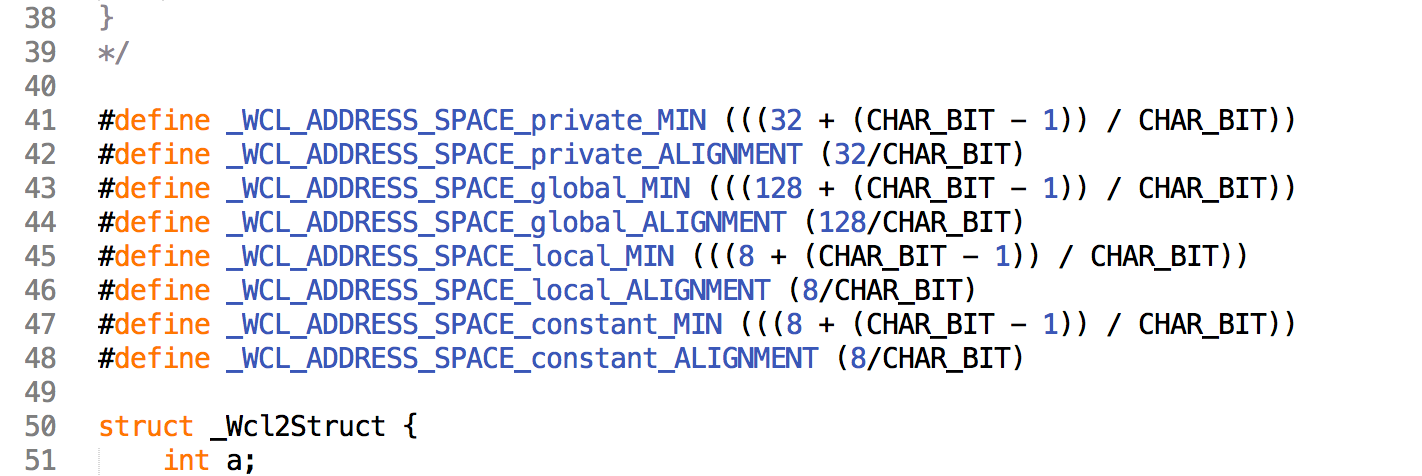 38 }
39 */
40
41 #define _WCL_ADDRESS_SPACE_private_MIN (((32 + (CHAR_BIT - 1)) / CHAR_BIT))
42 #define _WCL_ADDRESS_SPACE_private_ALIGNMENT (32/CHAR_BIT)
43 #define _WCL_ADDRESS_SPACE_global_MIN (((128 + (CHAR_BIT - 1)) / CHAR_BIT))
44 #define _WCL_ADDRESS_SPACE_global_ALIGNMENT (128/CHAR_BIT)
45 #define _WCL_ADDRESS_SPACE_local_MIN (((8 + (CHAR_BIT - 1)) / CHAR_BIT))
46 #define _WCL_ADDRESS_SPACE_local_ALIGNMENT (8/CHAR_BIT)
47 #define _WCL_ADDRESS_SPACE_constant_MIN (((8 + (CHAR_BIT - 1)) / CHAR_BIT))
48 #define _WCL_ADDRESS_SPACE_constant_ALIGNMENT (8/CHAR_BIT)
49
50 struct _Wcl2Struct {
51     int a;